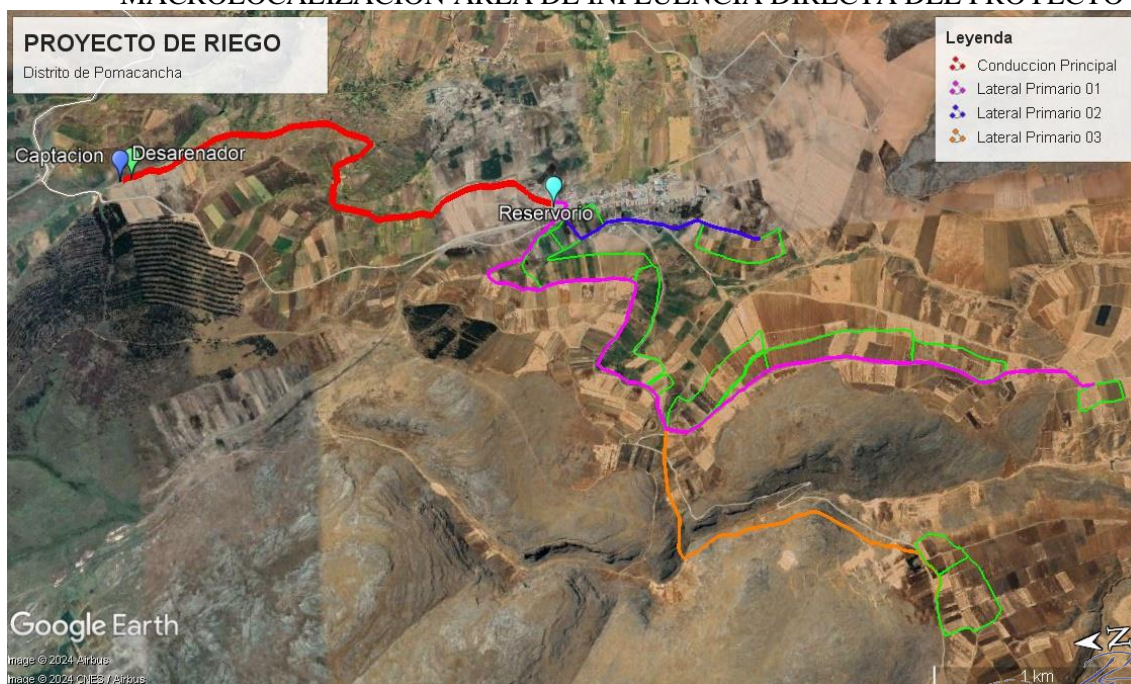 MACROLOCALIZACIÓN ÁREA DE INFLUENCIA DIRECTA DEL PROYECTO
PROYECTO DE RIEGO
Distrito de Pomacancha
Leyenda
Conduccion Principal
Lateral Primario 01
Lateral Primario 02
Lateral Primario 03
Captacion
Desarenador
Reservorio
Google Earth
Image © 2024 Airbus
Image © 2024 CNES / Airbus
N
1 km